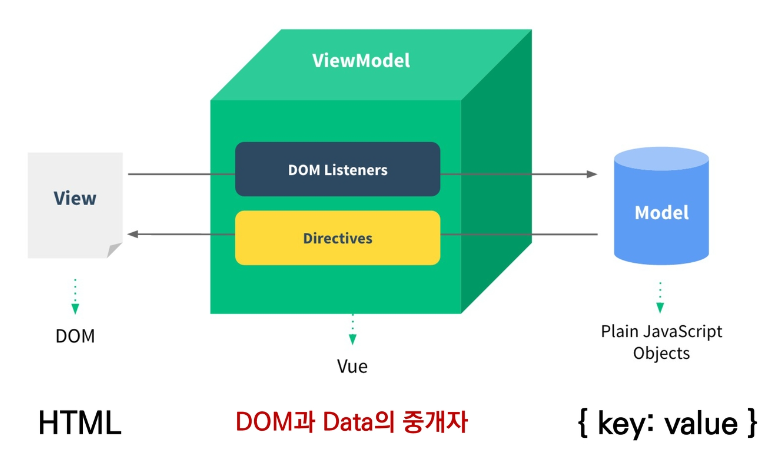 ViewModel
DOM Listeners
View
Directives
Model
DOM
Vue
Plain JavaScript
Objects
HTML
DOM과 Data의 중개자
{ key: value }